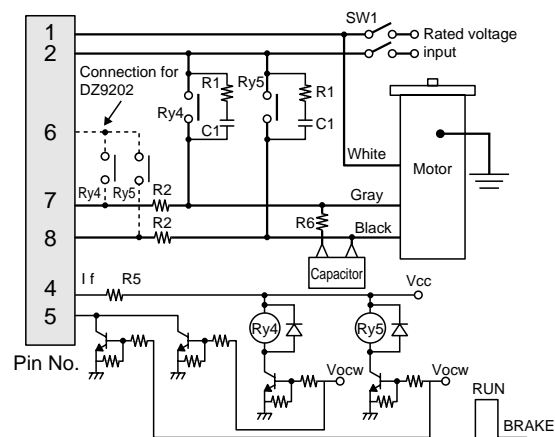 1
SW1
Rated voltage
2
input
Connection for
DZ9202
R1
Ry4
C1
Ry5
R1
C1
6
Ry4
Ry5
White
Motor
7
R2
Gray
8
R2
R6
Black
Capacitor
4
I f
R5
Vcc
5
Ry4
Ry5
Pin No.
Vocw
Vocw
RUN
BRAKE